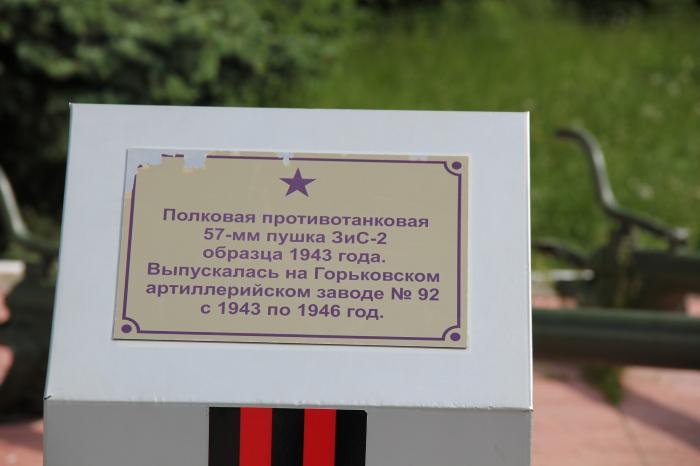 Полковая противотанковая
57-мм пушка ЗиС-2
образца 1943 года.
Выпускалась на Горьковском
артиллерийском заводе № 92
с 1943 по 1946 год.